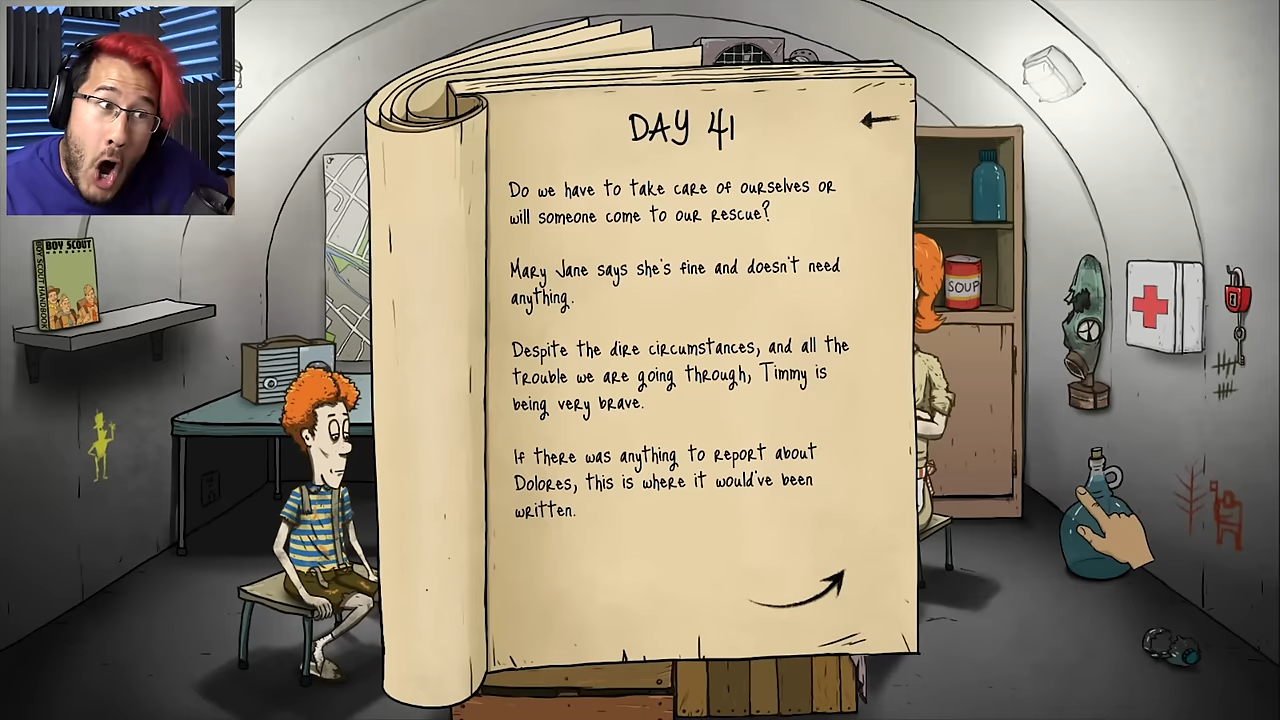 DAY 41
Do we have to take care of ourselves or
will someone come to our rescue?
Mary Jane says she's fine and doesn't need
anything.
Despite the dire circumstances, and all the
trouble we are going through, Timmy is
being very brave.
If there was anything to report about
Dolores, this is where it would've been
written.
BOY SCOUT
BOY SCOUT HANDBOOK
SOUP